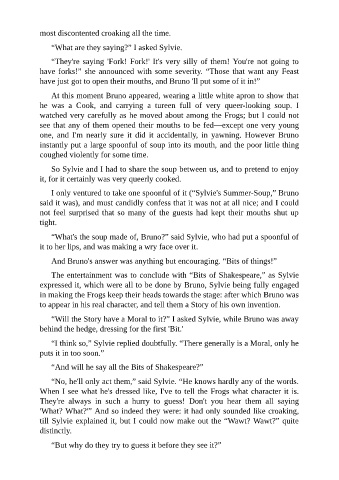 most discontented croaking all the time.
“What are they saying?” I asked Sylvie.
“They're saying 'Fork! Fork!' It's very silly of them! You're not going to
have forks!” she announced with some severity. “Those that want any Feast
have just got to open their mouths, and Bruno 'll put some of it in!”
At this moment Bruno appeared, wearing a little white apron to show that
he was a Cook, and carrying a tureen full of very queer-looking soup. I
watched very carefully as he moved about among the Frogs; but I could not
see that any of them opened their mouths to be fed—except one very young
one, and I'm nearly sure it did it accidentally, in yawning. However Bruno
instantly put a large spoonful of soup into its mouth, and the poor little thing
coughed violently for some time.
So Sylvie and I had to share the soup between us, and to pretend to enjoy
it, for it certainly was very queerly cooked.
I only ventured to take one spoonful of it (“Sylvie's Summer-Soup,” Bruno
said it was), and must candidly confess that it was not at all nice; and I could
not feel surprised that so many of the guests had kept their mouths shut up
tight.
“What's the soup made of, Bruno?” said Sylvie, who had put a spoonful of
it to her lips, and was making a wry face over it.
And Bruno's answer was anything but encouraging. “Bits of things!”
The entertainment was to conclude with “Bits of Shakespeare,” as Sylvie
expressed it, which were all to be done by Bruno, Sylvie being fully engaged
in making the Frogs keep their heads towards the stage: after which Bruno was
to appear in his real character, and tell them a Story of his own invention.
“Will the Story have a Moral to it?” I asked Sylvie, while Bruno was away
behind the hedge, dressing for the first 'Bit.'
“I think so,” Sylvie replied doubtfully. “There generally is a Moral, only he
puts it in too soon.”
“And will he say all the Bits of Shakespeare?”
“No, he'll only act them,” said Sylvie. “He knows hardly any of the words.
When I see what he's dressed like, I've to tell the Frogs what character it is.
They're always in such a hurry to guess! Don't you hear them all saying
'What? What?'” And so indeed they were: it had only sounded like croaking,
till Sylvie explained it, but I could now make out the “Wawt? Wawt?” quite
distinctly.
“But why do they try to guess it before they see it?”